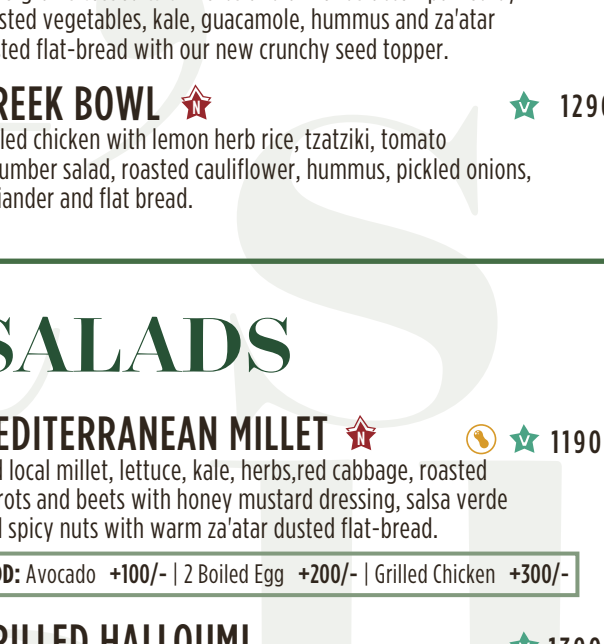 sted vegetables, kale, guacamole, hummus and za'atar
ted flat-bread with our new crunchy seed topper.
REEK BOWL N V 1290
led chicken with lemon herb rice, tzatziki, tomato
umber salad, roasted cauliflower, hummus, pickled onions,
iander and flat bread.
SALADS
EDITERRANEAN MILLET N V 1190
l local millet, lettuce, kale, herbs,red cabbage, roasted
rots and beets with honey mustard dressing, salsa verde
l spicy nuts with warm za'atar dusted flat-bread.
DD: Avocado +100/- | 2 Boiled Egg +200/- | Grilled Chicken +300/-
RILLED HALLOUMI